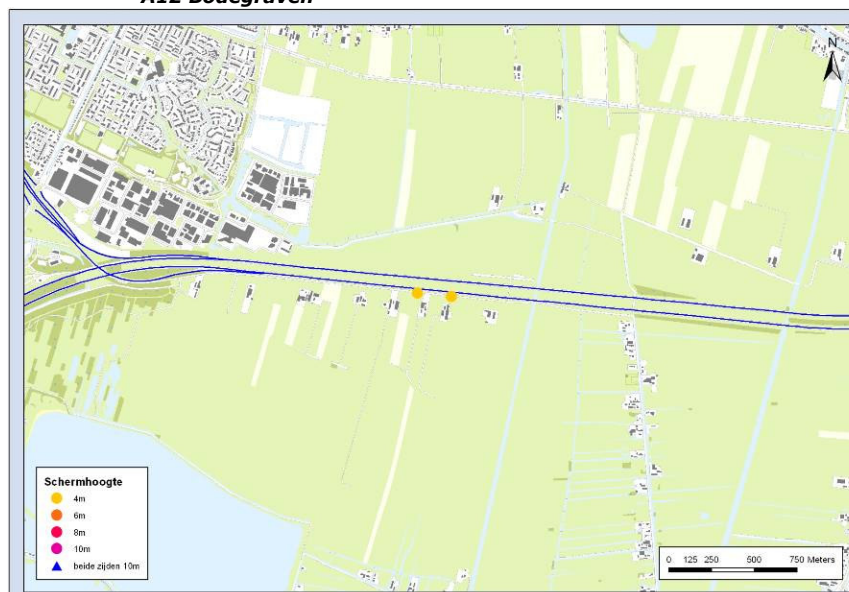 A12 Bodegraven
N
Schermhoogte
4m
6m
8m
10m
beide zijden 10m
0 125 250 500 750 Meters